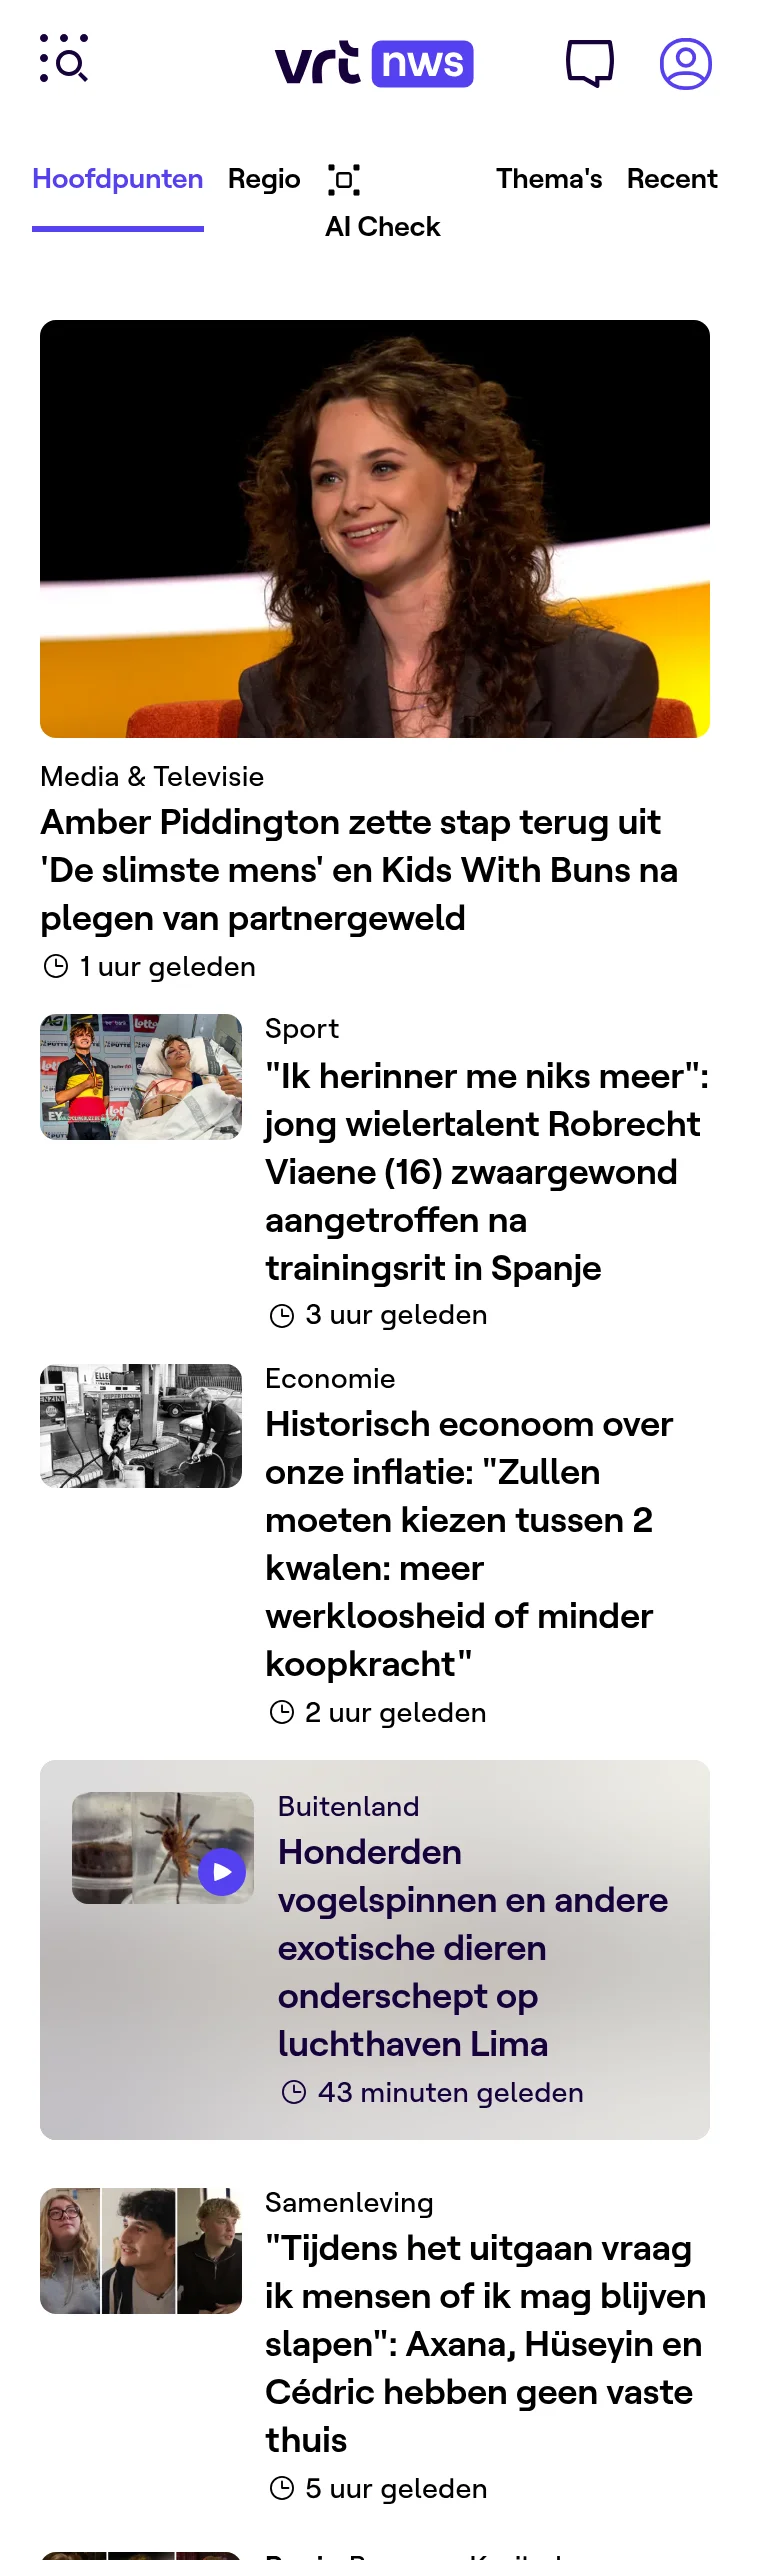 vrt nws
Hoofdpunten Regio AI Check Thema's Recent
Media & Televisie
Amber Piddington zette stap terug uit
'De slimste mens' en Kids With Buns na
plegen van partnergeweld
1 uur geleden
Sport
"Ik herinner me niks meer":
jong wielertalent Robrecht
Viaene (16) zwaargewond
aangetroffen na
trainingsrit in Spanje
3 uur geleden
Economie
Historisch econoom over
onze inflatie: "Zullen
moeten kiezen tussen 2
kwalen: meer
werkloosheid of minder
koopkracht"
2 uur geleden
Buitenland
Honderden
vogelspinnen en andere
exotische dieren
onderschept op
luchthaven Lima
43 minuten geleden
Samenleving
"Tijdens het uitgaan vraag
ik mensen of ik mag blijven
slapen": Axana, Hüseyin en
Cédric hebben geen vaste
thuis
5 uur geleden